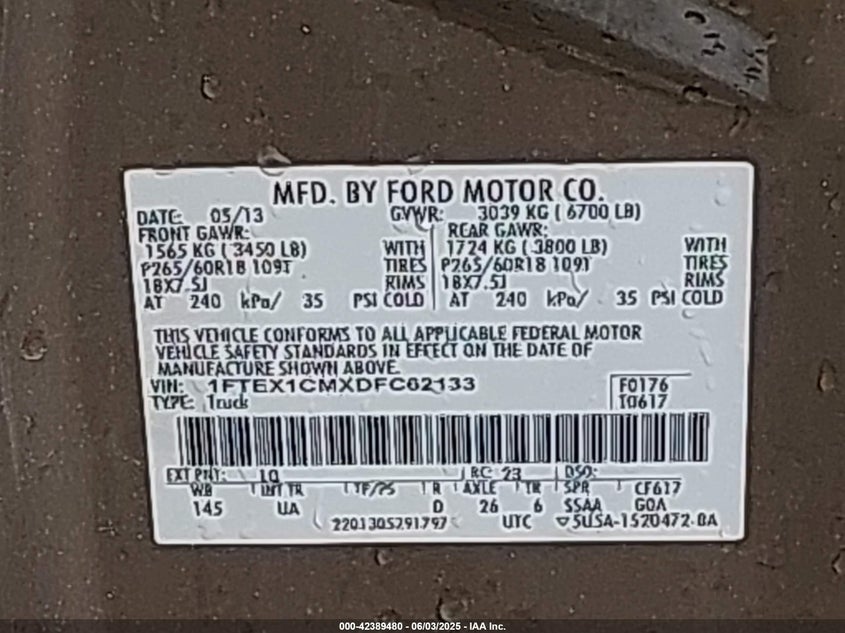 MFD. BY FORD MOTOR CO.
DATE: 05/13 GVWR: 3039 KG ( 6700 LB)
FRONT GAWR: REAR GAWR:
1565 KG ( 3450 LB) WITH 1724 KG ( 3800 LB) WITH
P265/60R18 109T TIRES P265/60R18 109T TIRES
18X7.5J RIMS 18X7.5J RIMS
AT 240 kPa/ 35 PSI COLD AT 240 kPa/ 35 PSI COLD
THIS VEHICLE CONFORMS TO ALL APPLICABLE FEDERAL MOTOR
VEHICLE SAFETY STANDARDS IN EFFECT ON THE DATE OF
MANUFACTURE SHOWN ABOVE.
VIN: 1FTEX1CMXDFC62133 F0176
TYPE: Truck T0617
EXT PNT: RC: 23 DSO:
WB INT TR TP/PS R AXLE TR SPR CF617
145 UA D 26 6 SSAA GQA
2201305291797 UTC ▽5USA-1520472-BA
000-42389480 - 06/03/2025 - IAA Inc.